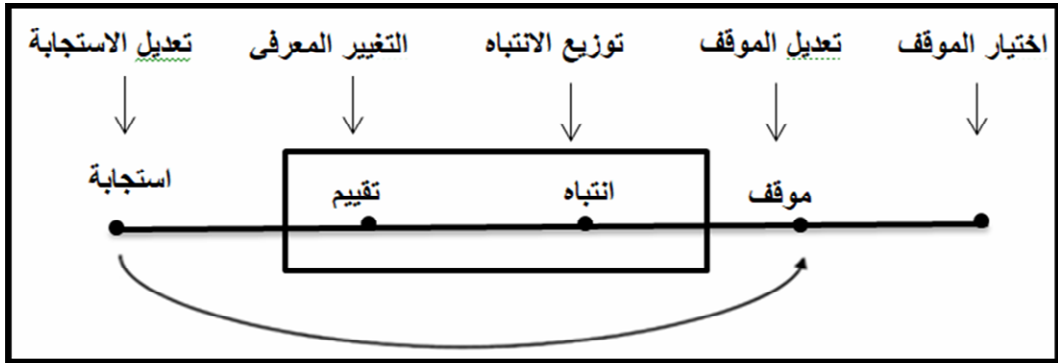 اختيار الموقف
تعديل الموقف
توزيع الانتباه
التغيير المعرفى
تعديل الاستجابة
موقف
انتباه
تقييم
استجابة